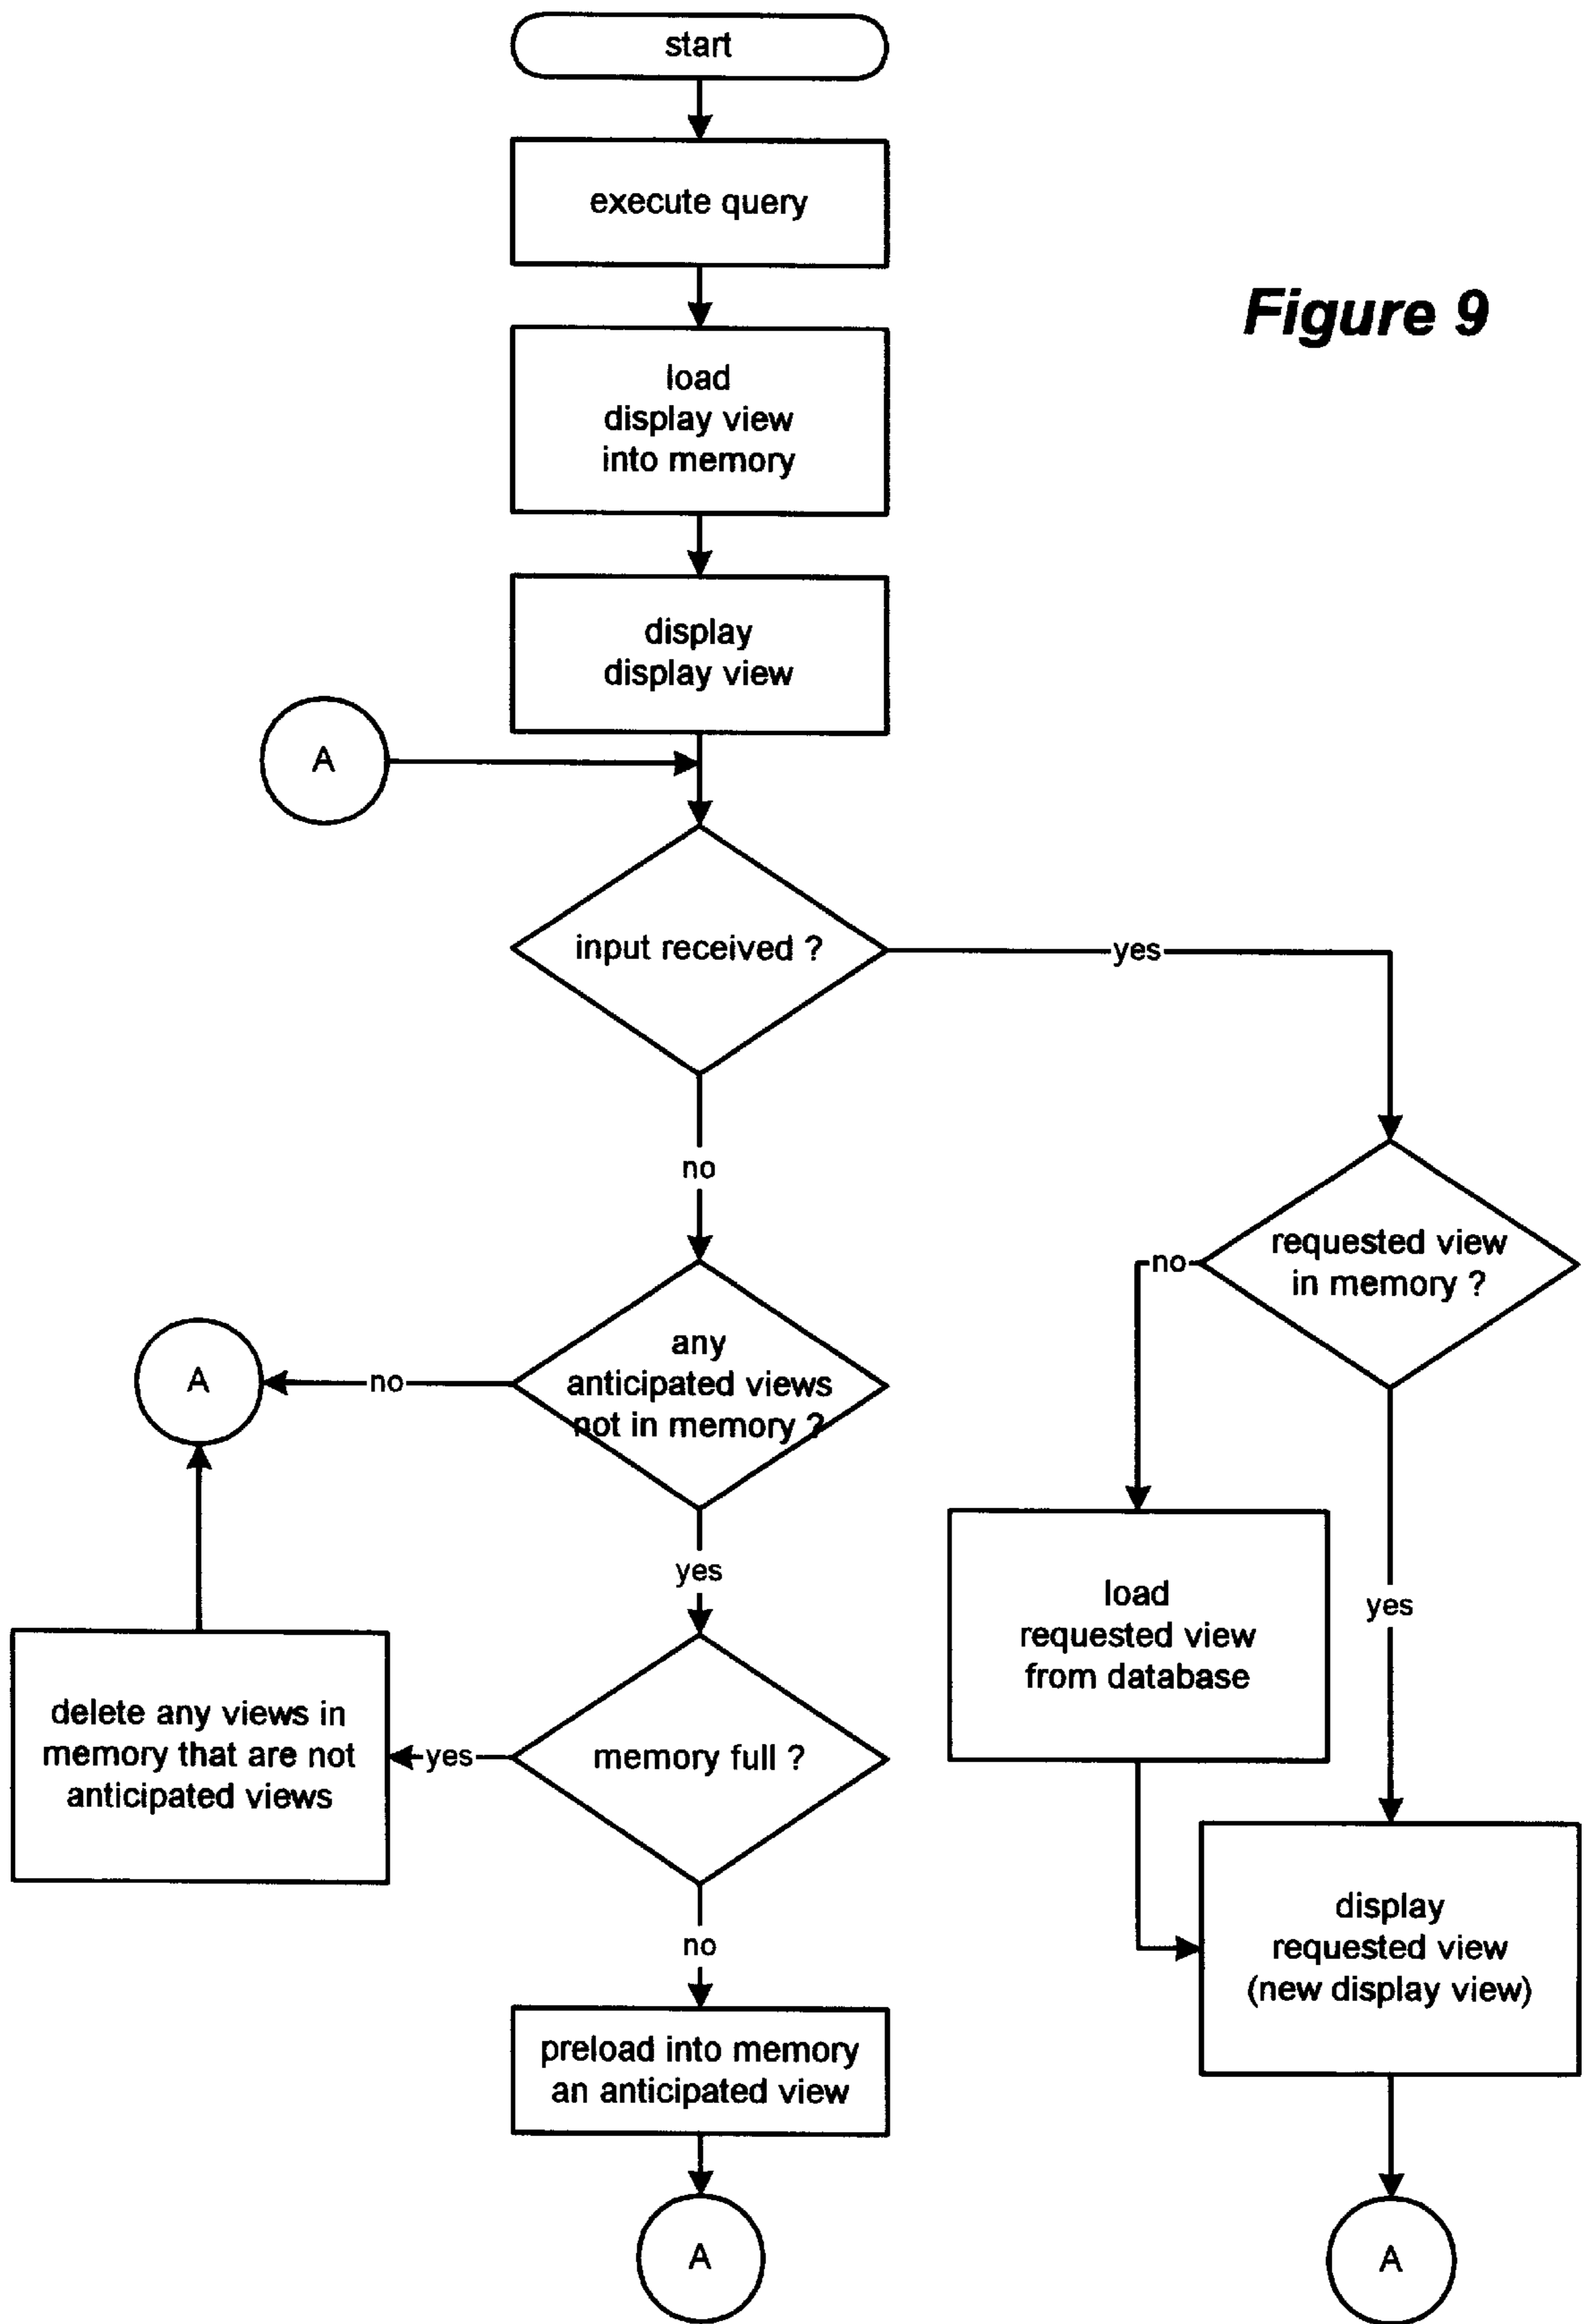 start
execute query
Figure 9
load
display view
into memory
display
display view
A
input received ?
yes
no
requested view
in memory ?
no
any
anticipated views
not in memory ?
no
A
yes
load
requested view
from database
yes
delete any views in
memory that are not
anticipated views
yes
memory full ?
no
display
requested view
(new display view)
preload into memory
an anticipated view
A
A